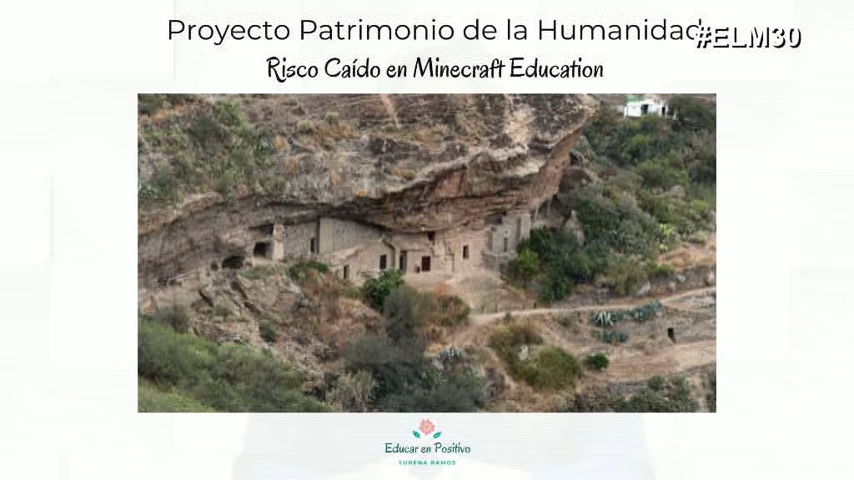 Proyecto Patrimonio de la Humanidad
#ELM30
Risco Caído en Minecraft Education
Educar en Positivo
YURENA RAMOS